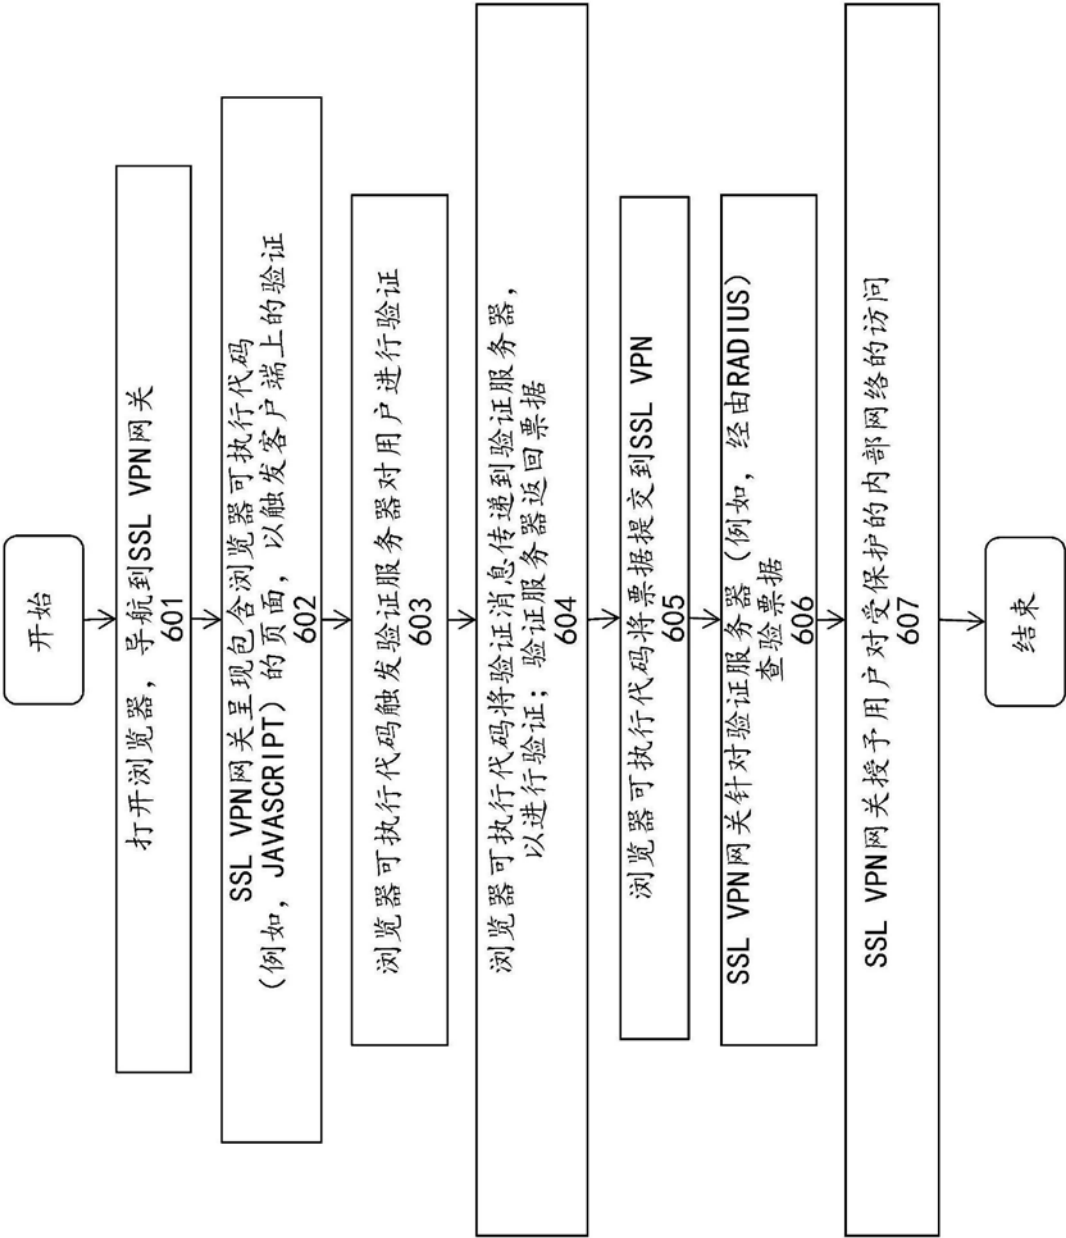 开始
打开浏览器，导航到SSL VPN网关
601
SSL VPN网关呈现包含浏览器可执行代码
（例如，JAVASCRIPT）的页面，以触发客户端上的验证
602
浏览器可执行代码触发验证服务器对用户进行验证
603
浏览器可执行代码将验证消息传递到验证服务器，
以进行验证；验证服务器返回票据
604
浏览器可执行代码将票据提交到SSL VPN
605
SSL VPN网关针对验证服务器（例如，经由RADIUS）
查验票据
606
SSL VPN网关授予用户对受保护的内部网络的访问
607
结束